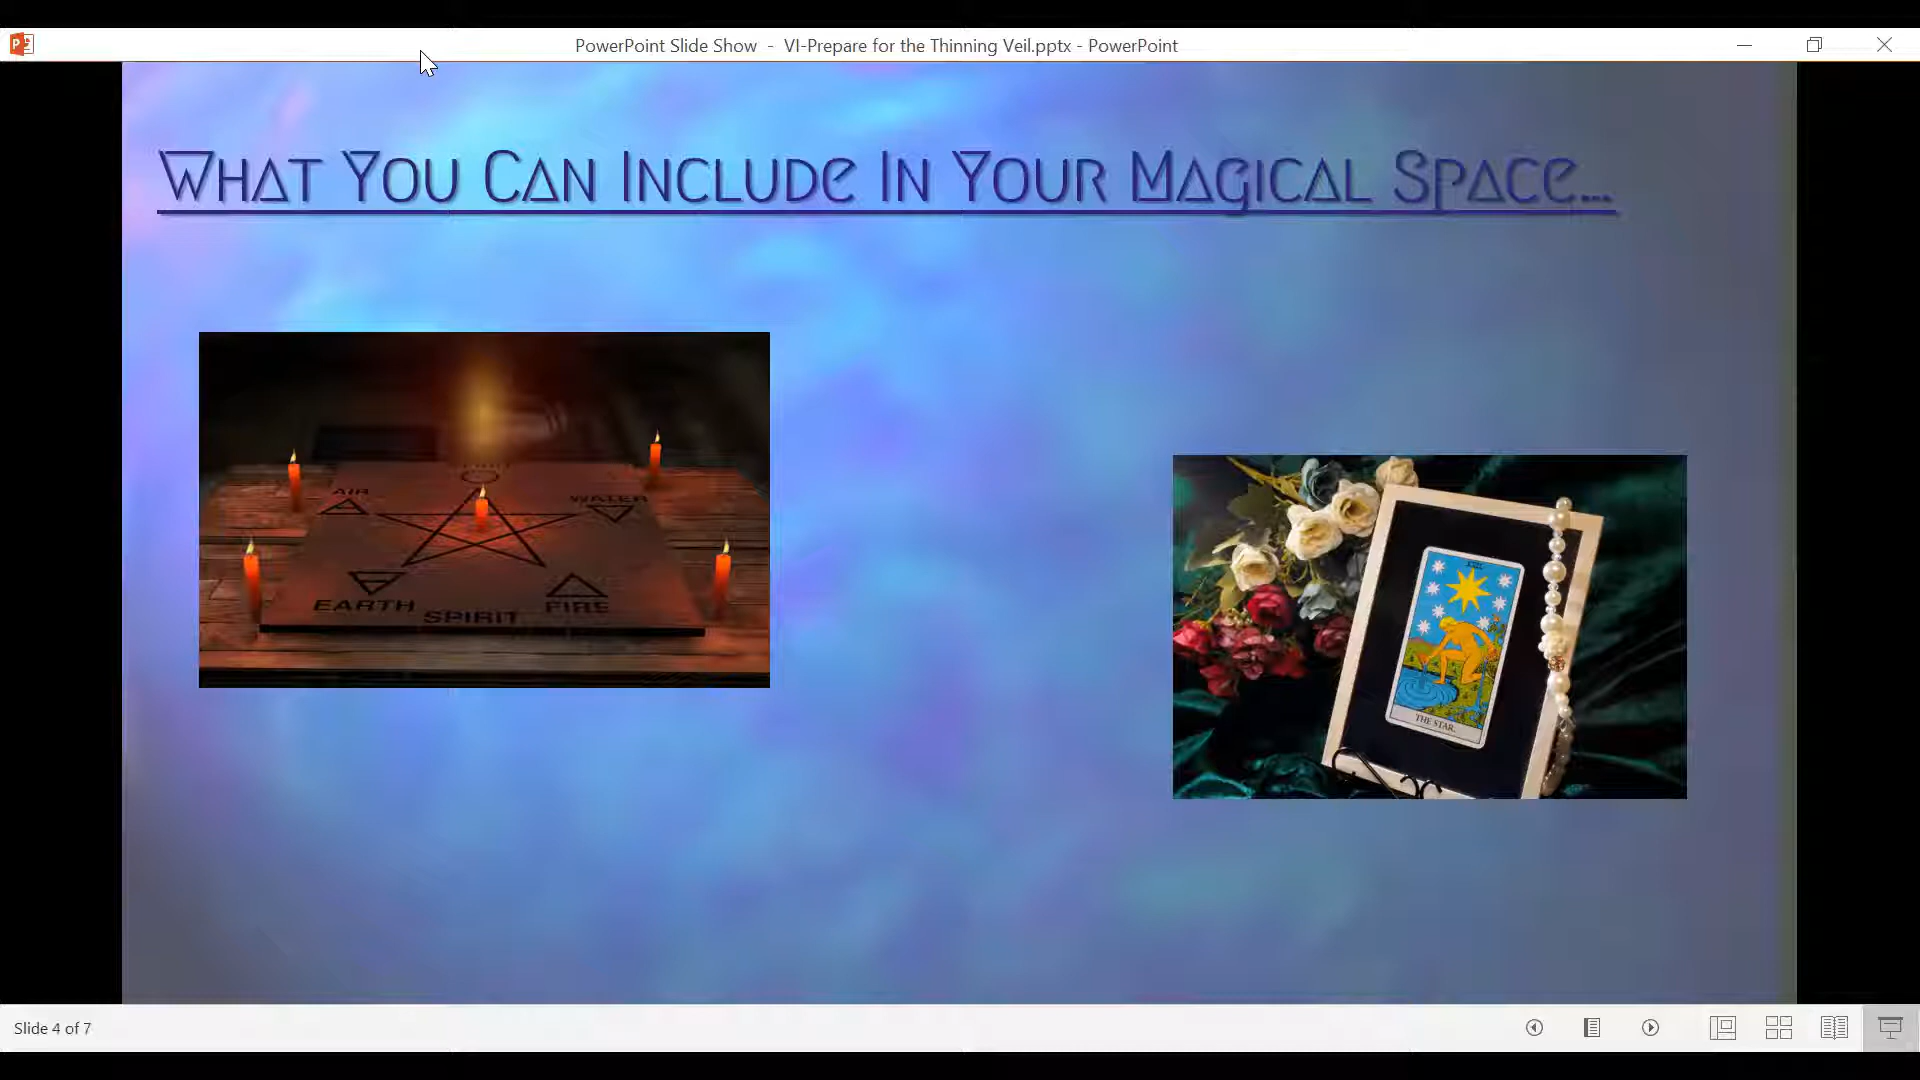 PowerPoint Slide Show - VI-Prepare for the Thinning Veil.pptx - PowerPoint
What You Can Include In Your Magical Space...
AIR
WATER
EARTH
SPIRIT
FIRE
XVII
THE STAR.
Slide 4 of 7